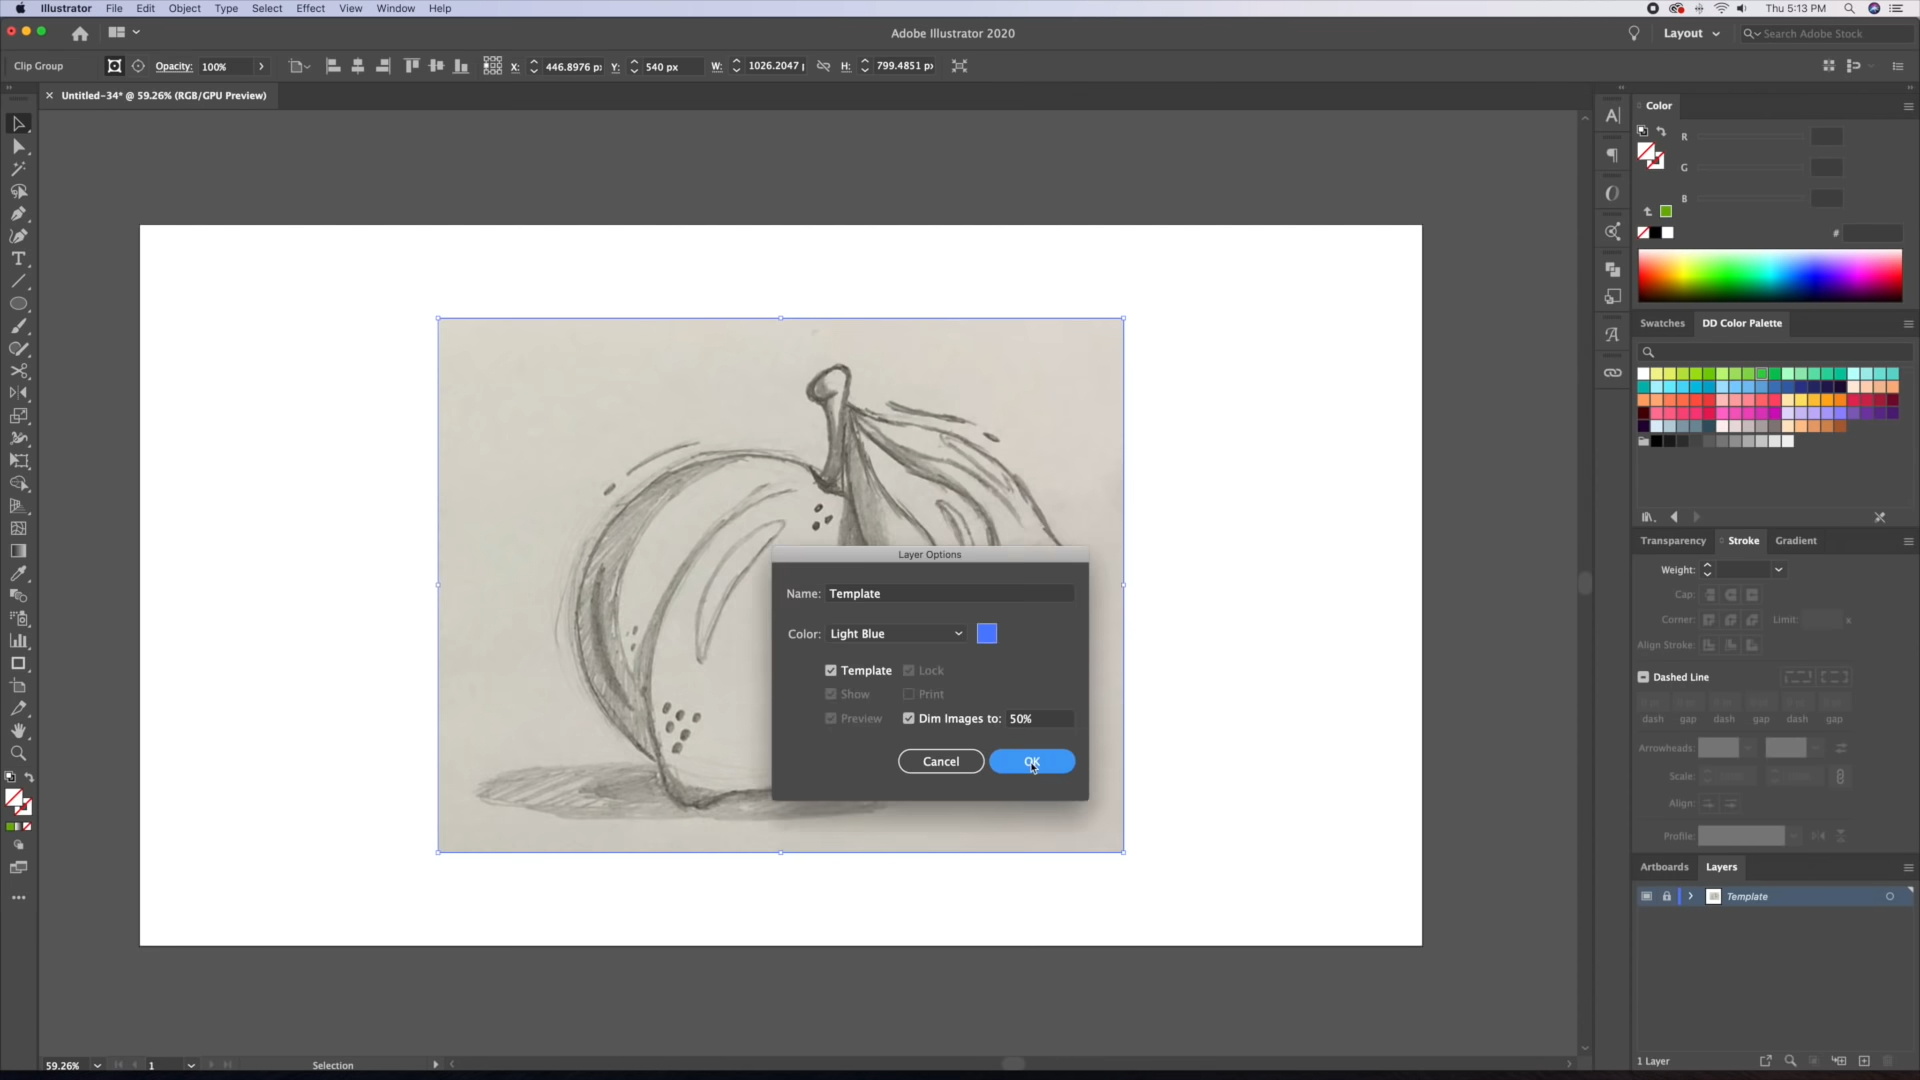 Illustrator File Edit Object Type Select Effect View Window Help Thu 5:13 PM
Adobe Illustrator 2020 Layout Search Adobe Stock
Clip Group Opacity: 100% X: 446.8976 px Y: 540 px W: 1026.2047 H: 799.4851 px
× Untitled-34* @ 59.26% (RGB/GPU Preview)
Color
R
G
B
#
Swatches DD Color Palette
Transparency Stroke Gradient
Weight:
Cap:
Corner: Limit: x
Align Stroke:
Dashed Line
dash gap dash gap dash gap
Arrowheads:
Scale:
Align:
Profile:
Artboards Layers
Template
1 Layer
Layer Options
Name: Template
Color: Light Blue
Template Lock
Show Print
Preview Dim Images to: 50%
Cancel OK
59.26% 1 Selection